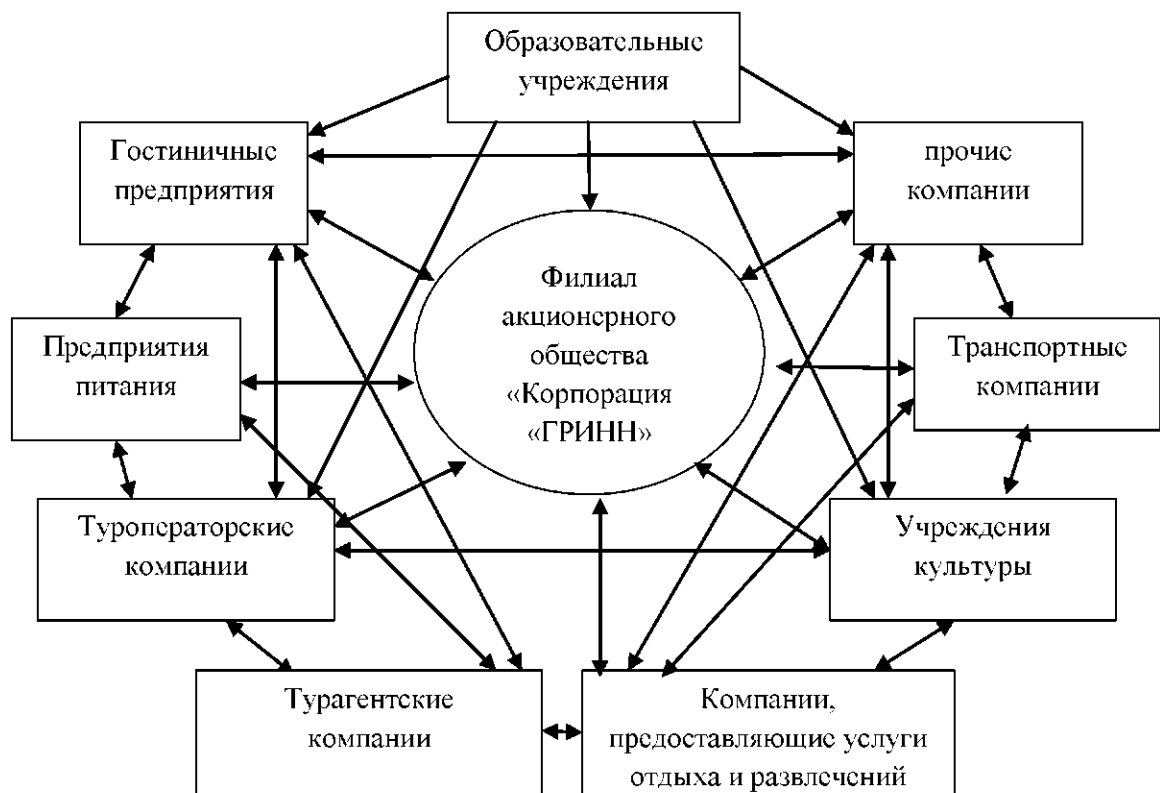 Образовательные
учреждения
Гостиничные
предприятия
прочие
компании
Филиал
акционерного
общества
«Корпорация
«ГРИНН»
Предприятия
питания
Транспортные
компании
Туроператорские
компании
Учреждения
культуры
Турагентские
компании
Компании,
предоставляющие услуги
отдыха и развлечений